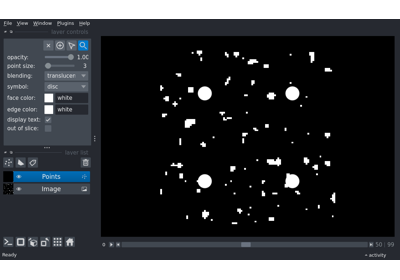 File View Window Plugins Help
layer controls
opacity: 1.00
point size: 3
blending: translucen
symbol: disc
face color: white
edge color: white
display text:
out of slice:
layer list
Points
Image
50 99
Ready
activity